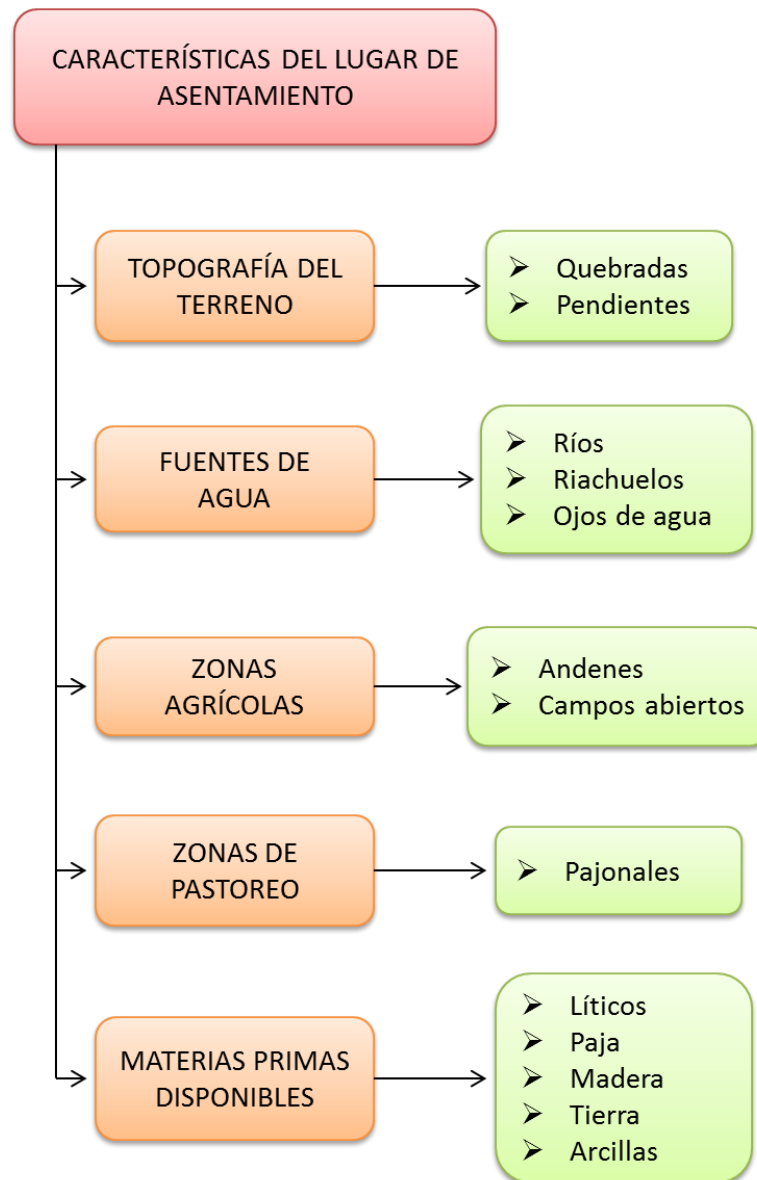 CARACTERÍSTICAS DEL LUGAR DE
ASENTAMIENTO
TOPOGRAFÍA DEL
TERRENO
➤ Quebradas
➤ Pendientes
FUENTES DE
AGUA
➤ Ríos
➤ Riachuelos
➤ Ojos de agua
ZONAS
AGRÍCOLAS
➤ Andenes
➤ Campos abiertos
ZONAS DE
PASTOREO
➤ Pajonales
MATERIAS PRIMAS
DISPONIBLES
➤ Líticos
➤ Paja
➤ Madera
➤ Tierra
➤ Arcillas